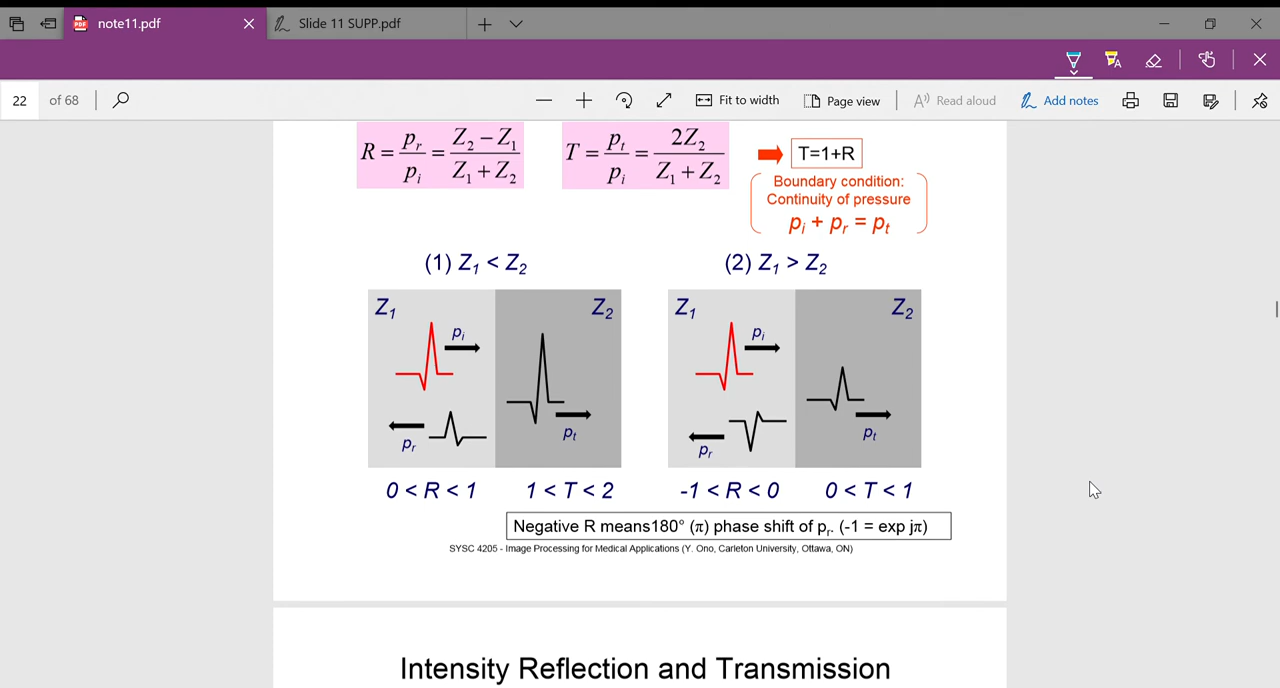 note11.pdf
Slide 11 SUPP.pdf
22 of 68
Fit to width
Page view
Read aloud
Add notes
R = p_r / p_i = (Z_2 − Z_1) / (Z_1 + Z_2)
T = p_t / p_i = 2Z_2 / (Z_1 + Z_2)
T=1+R
Boundary condition:
Continuity of pressure
p_i + p_r = p_t
(1) Z_1 < Z_2
(2) Z_1 > Z_2
Z_1
Z_2
p_i
p_r
p_t
Z_1
Z_2
p_i
p_r
p_t
0 < R < 1
1 < T < 2
-1 < R < 0
0 < T < 1
Negative R means180° (π) phase shift of p_r. (-1 = exp jπ)
SYSC 4205 - Image Processing for Medical Applications (Y. Ono, Carleton University, Ottawa, ON)
Intensity Reflection and Transmission